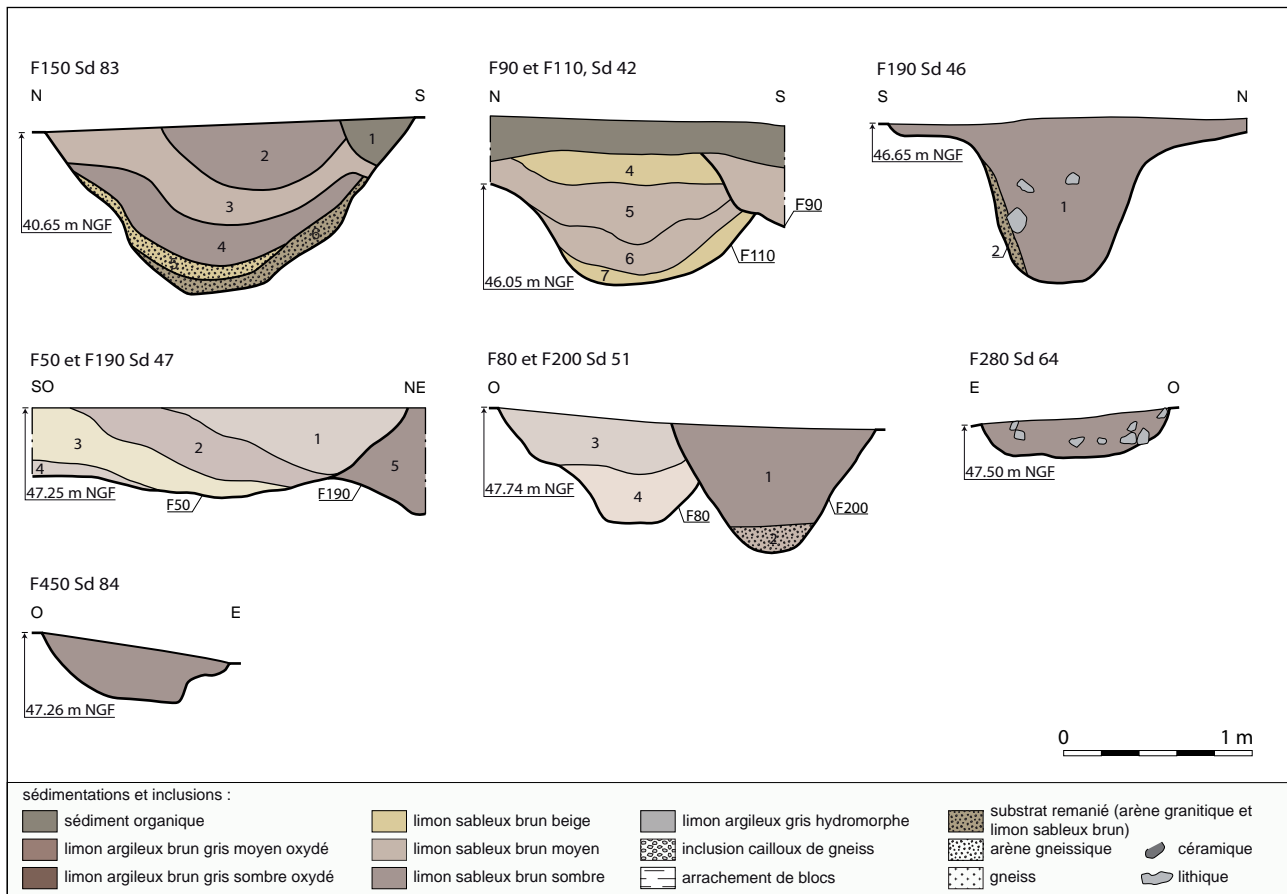 F150 Sd 83
N S
1
2
3
4
5
6
40.65 m NGF
F90 et F110, Sd 42
N S
4
5
6
7
F90
F110
46.05 m NGF
F190 Sd 46
S N
46.65 m NGF
1
2
F50 et F190 Sd 47
SO NE
1
2
3
4
5
47.25 m NGF
F50
F190
F80 et F200 Sd 51
O E
3
4
1
2
47.74 m NGF
F80
F200
F280 Sd 64
E O
47.50 m NGF
F450 Sd 84
O E
47.26 m NGF
0 1 m
sédimentations et inclusions :
sédiment organique
limon argileux brun gris moyen oxydé
limon argileux brun gris sombre oxydé
limon sableux brun beige
limon sableux brun moyen
limon sableux brun sombre
limon argileux gris hydromorphe
inclusion cailloux de gneiss
arrachement de blocs
substrat remanié (arène granitique et
limon sableux brun)
arène gneissique
gneiss
céramique
lithique